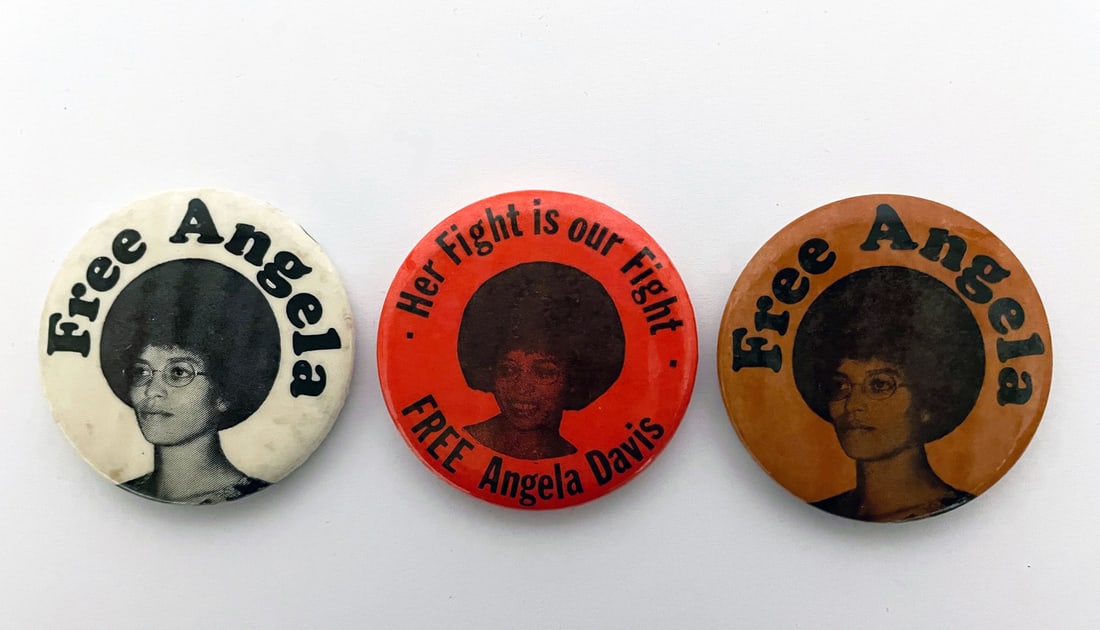 Free Angela
· Her Fight is our Fight ·
FREE Angela Davis
Free Angela